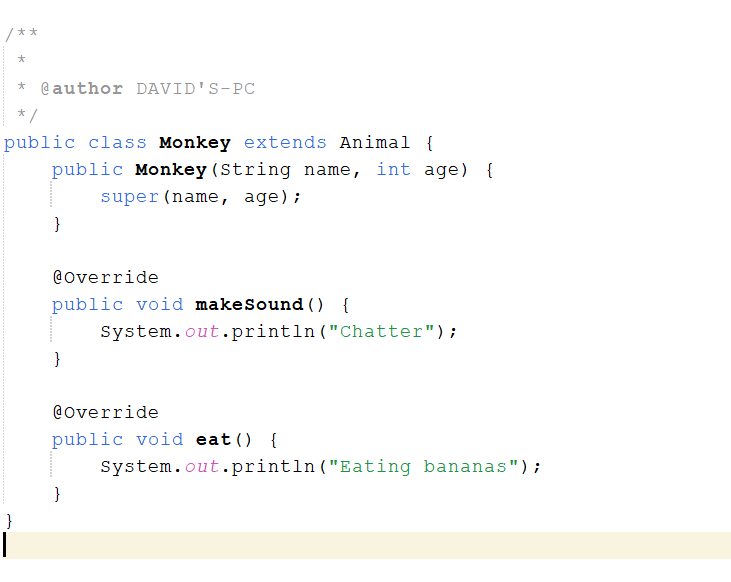 /**
 *
 * @author DAVID'S-PC
 */
public class Monkey extends Animal {
    public Monkey(String name, int age) {
        super(name, age);
    }

    @Override
    public void makeSound() {
        System.out.println("Chatter");
    }

    @Override
    public void eat() {
        System.out.println("Eating bananas");
    }
}